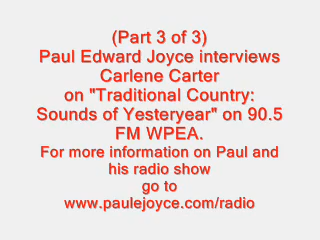 (Part 3 of 3)
Paul Edward Joyce interviews
Carlene Carter
on "Traditional Country:
Sounds of Yesteryear" on 90.5
FM WPEA.
For more information on Paul and
his radio show
go to
www.paulejoyce.com/radio